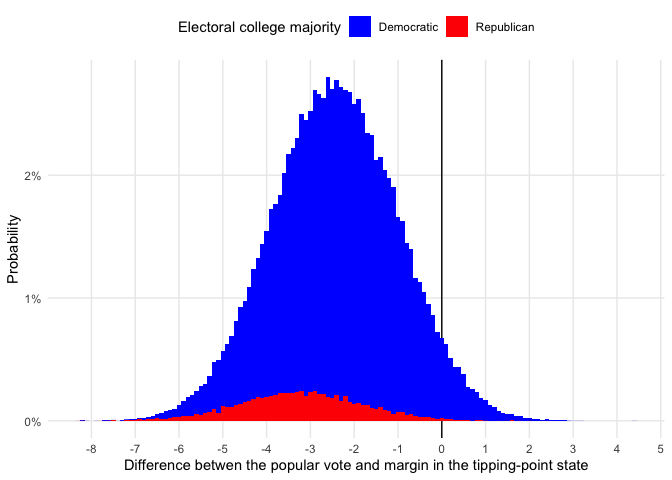 Electoral college majority Democratic Republican
Probability
2%
1%
0%
-8 -7 -6 -5 -4 -3 -2 -1 0 1 2 3 4 5
Difference betwen the popular vote and margin in the tipping-point state